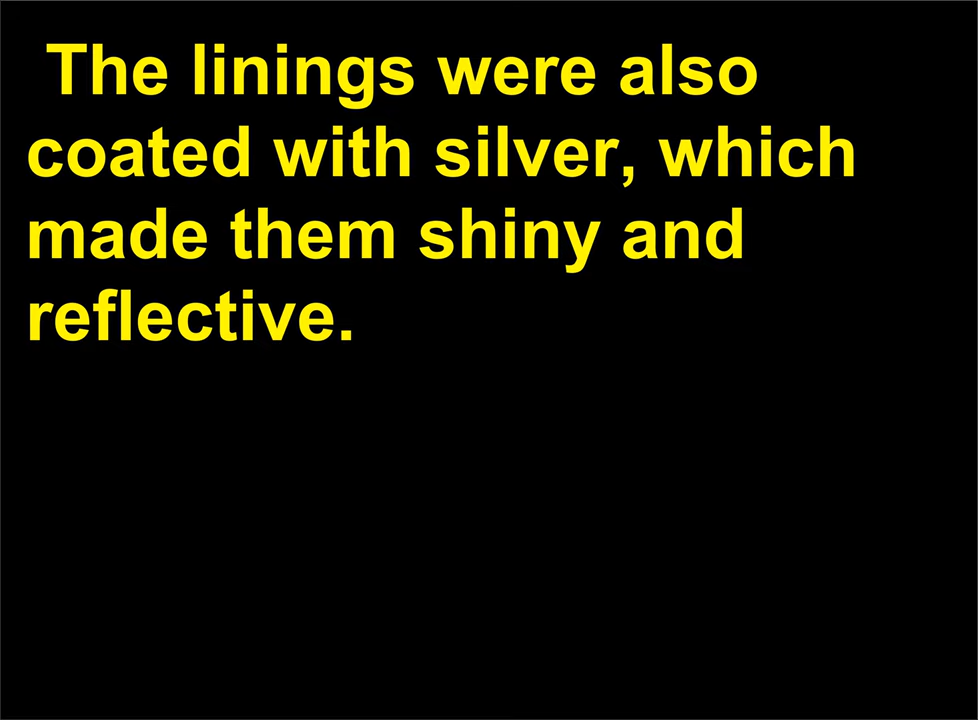 The linings were also
coated with silver, which
made them shiny and
reflective.